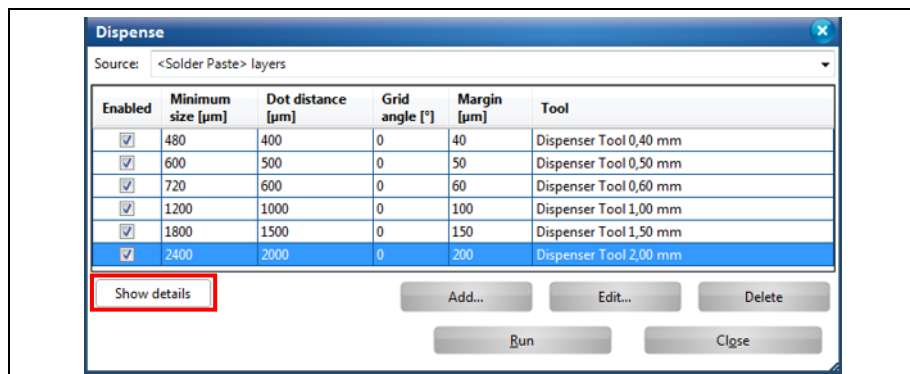 Dispense
Source: <Solder Paste> layers
Enabled Minimum size [µm] Dot distance [µm] Grid angle [°] Margin [µm] Tool
480 400 0 40 Dispenser Tool 0,40 mm
600 500 0 50 Dispenser Tool 0,50 mm
720 600 0 60 Dispenser Tool 0,60 mm
1200 1000 0 100 Dispenser Tool 1,00 mm
1800 1500 0 150 Dispenser Tool 1,50 mm
2400 2000 0 200 Dispenser Tool 2,00 mm
Show details Add... Edit... Delete
Run Close